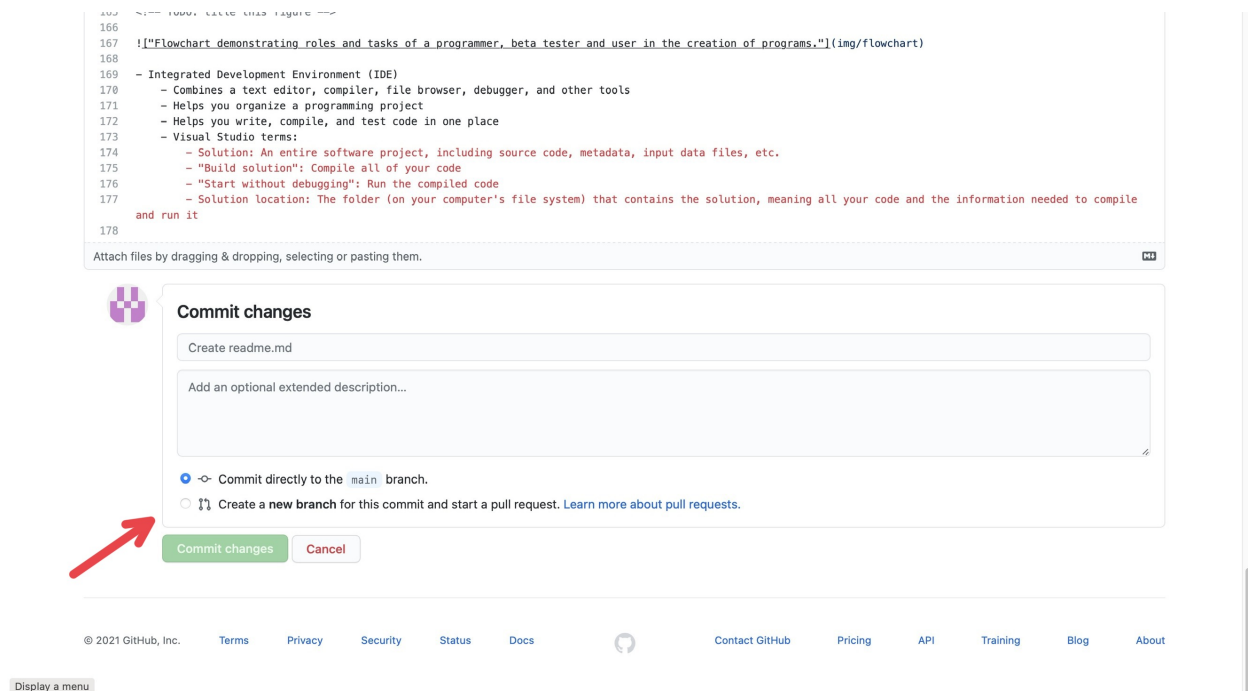 165 <!-- TODO: title this figure -->
166
167 !["Flowchart demonstrating roles and tasks of a programmer, beta tester and user in the creation of programs."](img/flowchart)
168
169 – Integrated Development Environment (IDE)
170 – Combines a text editor, compiler, file browser, debugger, and other tools
171 – Helps you organize a programming project
172 – Helps you write, compile, and test code in one place
173 – Visual Studio terms:
174 – Solution: An entire software project, including source code, metadata, input data files, etc.
175 – "Build solution": Compile all of your code
176 – "Start without debugging": Run the compiled code
177 – Solution location: The folder (on your computer's file system) that contains the solution, meaning all your code and the information needed to compile
and run it
178
Attach files by dragging & dropping, selecting or pasting them.
Commit changes
Create readme.md
Add an optional extended description...
Commit directly to the main branch.
Create a new branch for this commit and start a pull request. Learn more about pull requests.
Commit changes Cancel
© 2021 GitHub, Inc. Terms Privacy Security Status Docs Contact GitHub Pricing API Training Blog About
Display a menu